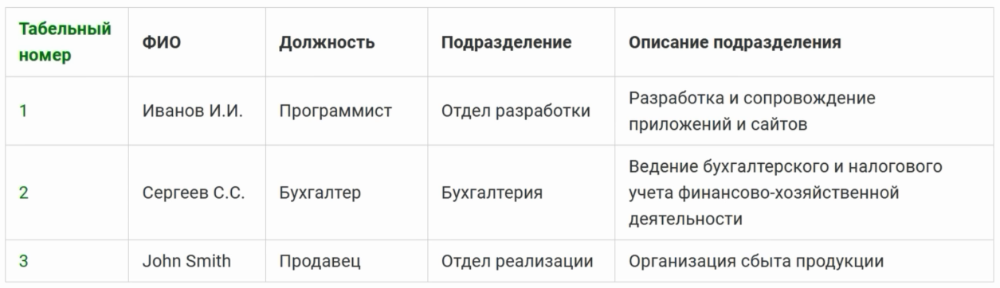 Табельный
номер
ФИО
Должность
Подразделение
Описание подразделения
1
Иванов И.И.
Программист
Отдел разработки
Разработка и сопровождение
приложений и сайтов
2
Сергеев С.С.
Бухгалтер
Бухгалтерия
Ведение бухгалтерского и налогового
учета финансово-хозяйственной
деятельности
3
John Smith
Продавец
Отдел реализации
Организация сбыта продукции